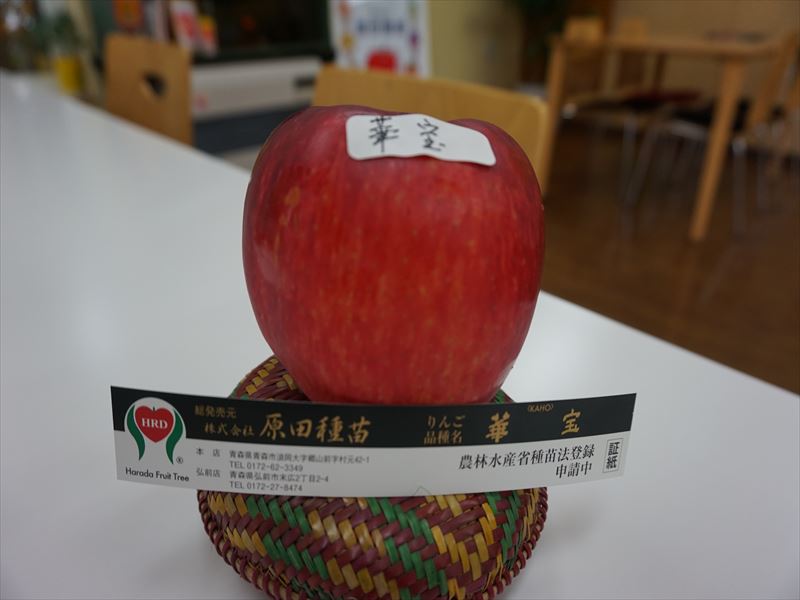 華宝
HRD
Harada Fruit Tree
®
総発売元
株式会社 原田種苗
本店 青森県青森市浪岡大字郷山前字村元42-1
TEL 0172-62-3349
弘前店 青森県弘前市末広2丁目2-4
TEL 0172-27-8474
りんご
品種名
(KAHO)
華宝
農林水産省種苗法登録
申請中
証紙